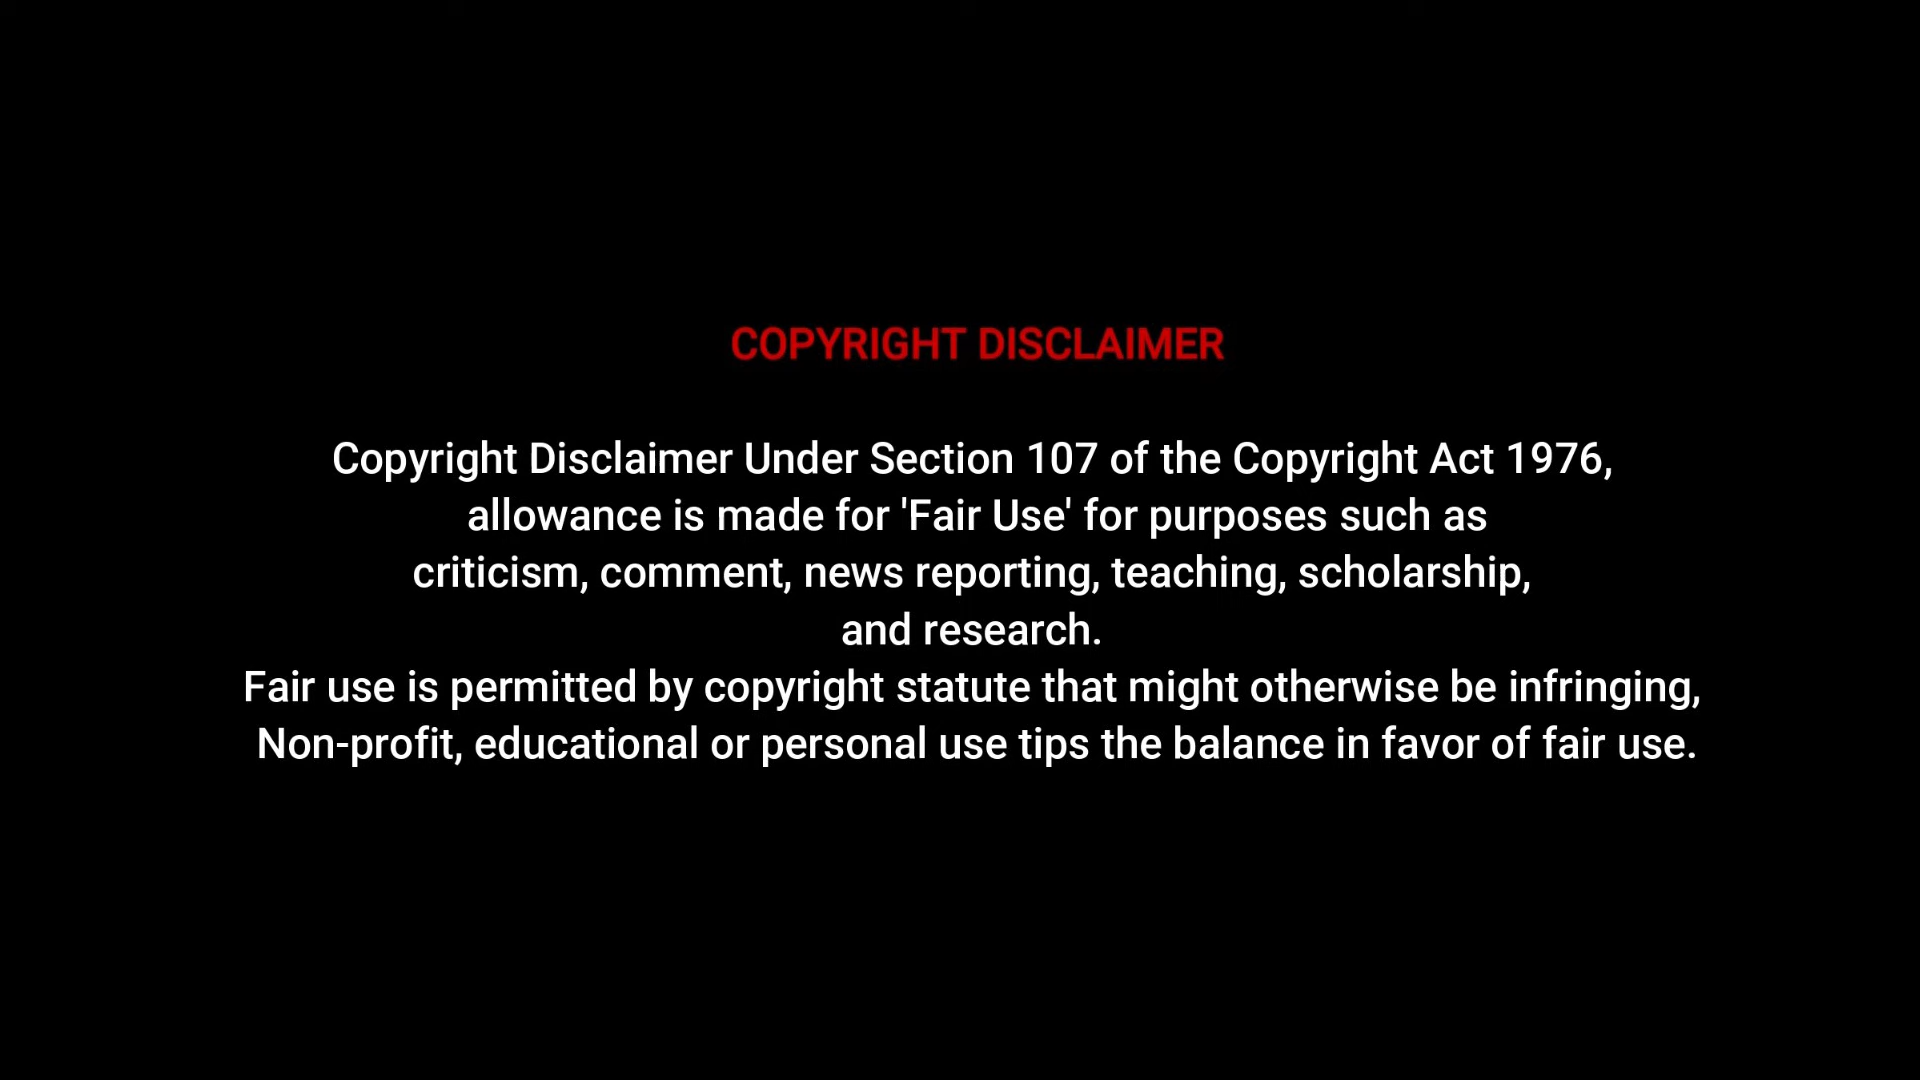 COPYRIGHT DISCLAIMER
Copyright Disclaimer Under Section 107 of the Copyright Act 1976,
allowance is made for 'Fair Use' for purposes such as
criticism, comment, news reporting, teaching, scholarship,
and research.
Fair use is permitted by copyright statute that might otherwise be infringing,
Non-profit, educational or personal use tips the balance in favor of fair use.